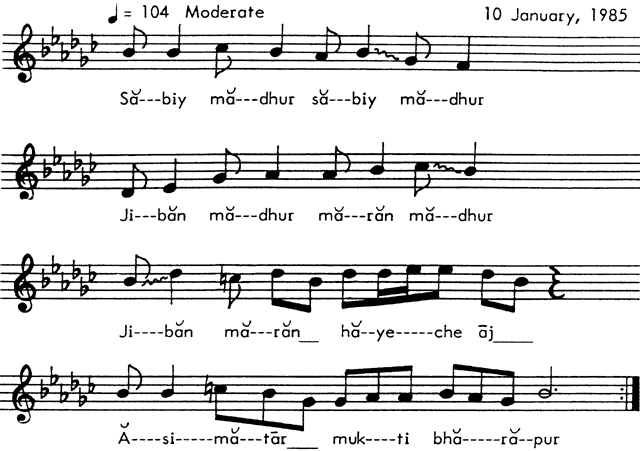 ♩ = 104 Moderate 10 January, 1985
Să---biy mă---dhur să---biy mă---dhur
Ji---băn mă---dhur mă---răn mă---dhur
Ji----băn mă---răn__ hă--ye-----che āj____
Ă----si-----mă---tār___ muk----ti bhă-----ră--pur